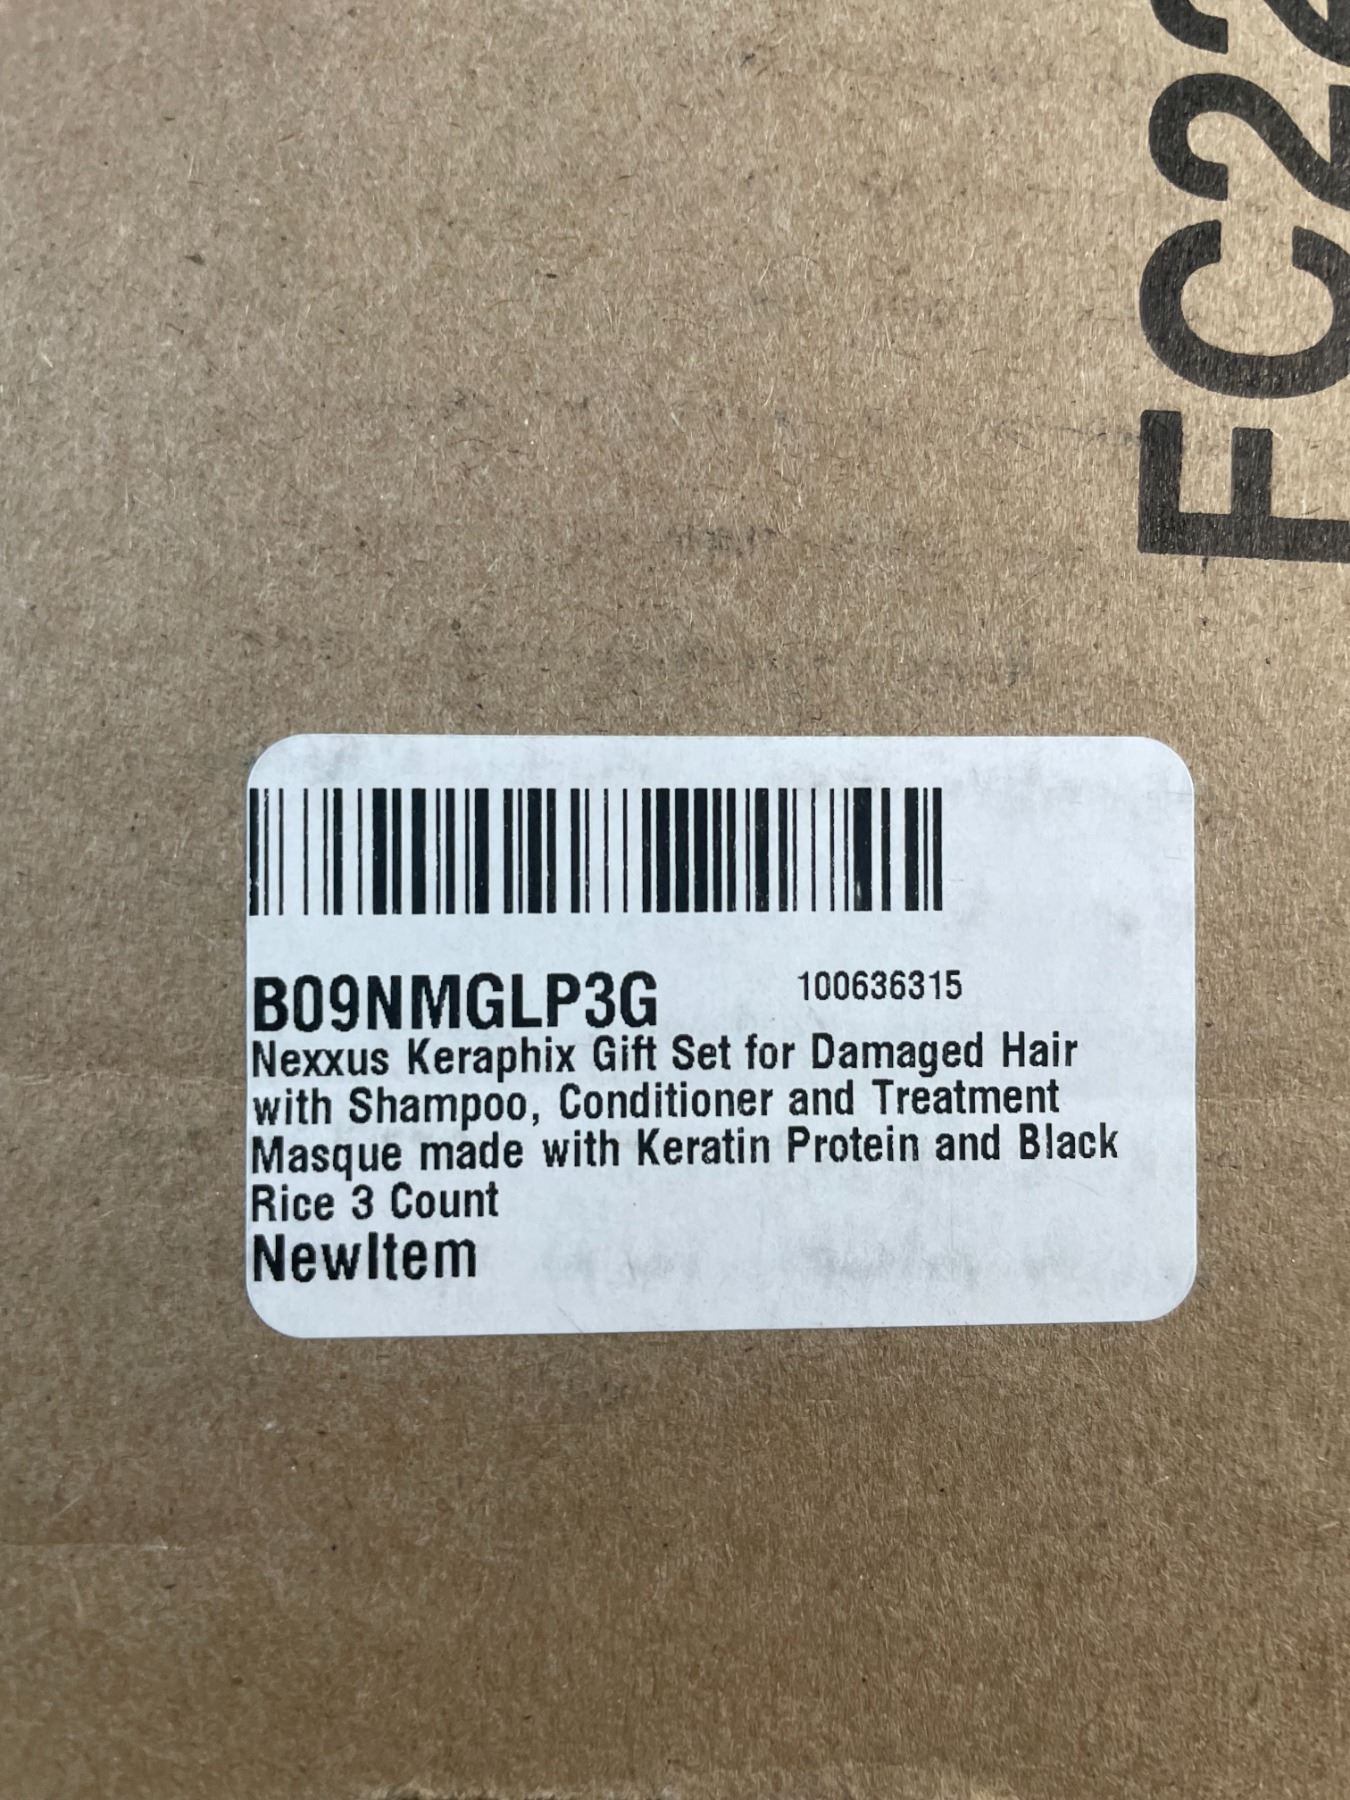 FC22
B09NMGLP3G 100636315
Nexxus Keraphix Gift Set for Damaged Hair
with Shampoo, Conditioner and Treatment
Masque made with Keratin Protein and Black
Rice 3 Count
NewItem